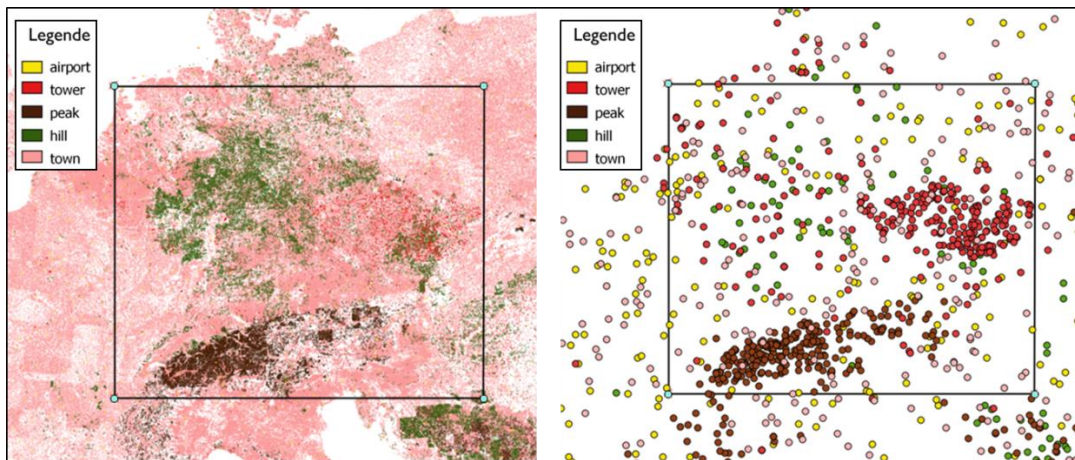 Legende
airport
tower
peak
hill
town
Legende
airport
tower
peak
hill
town